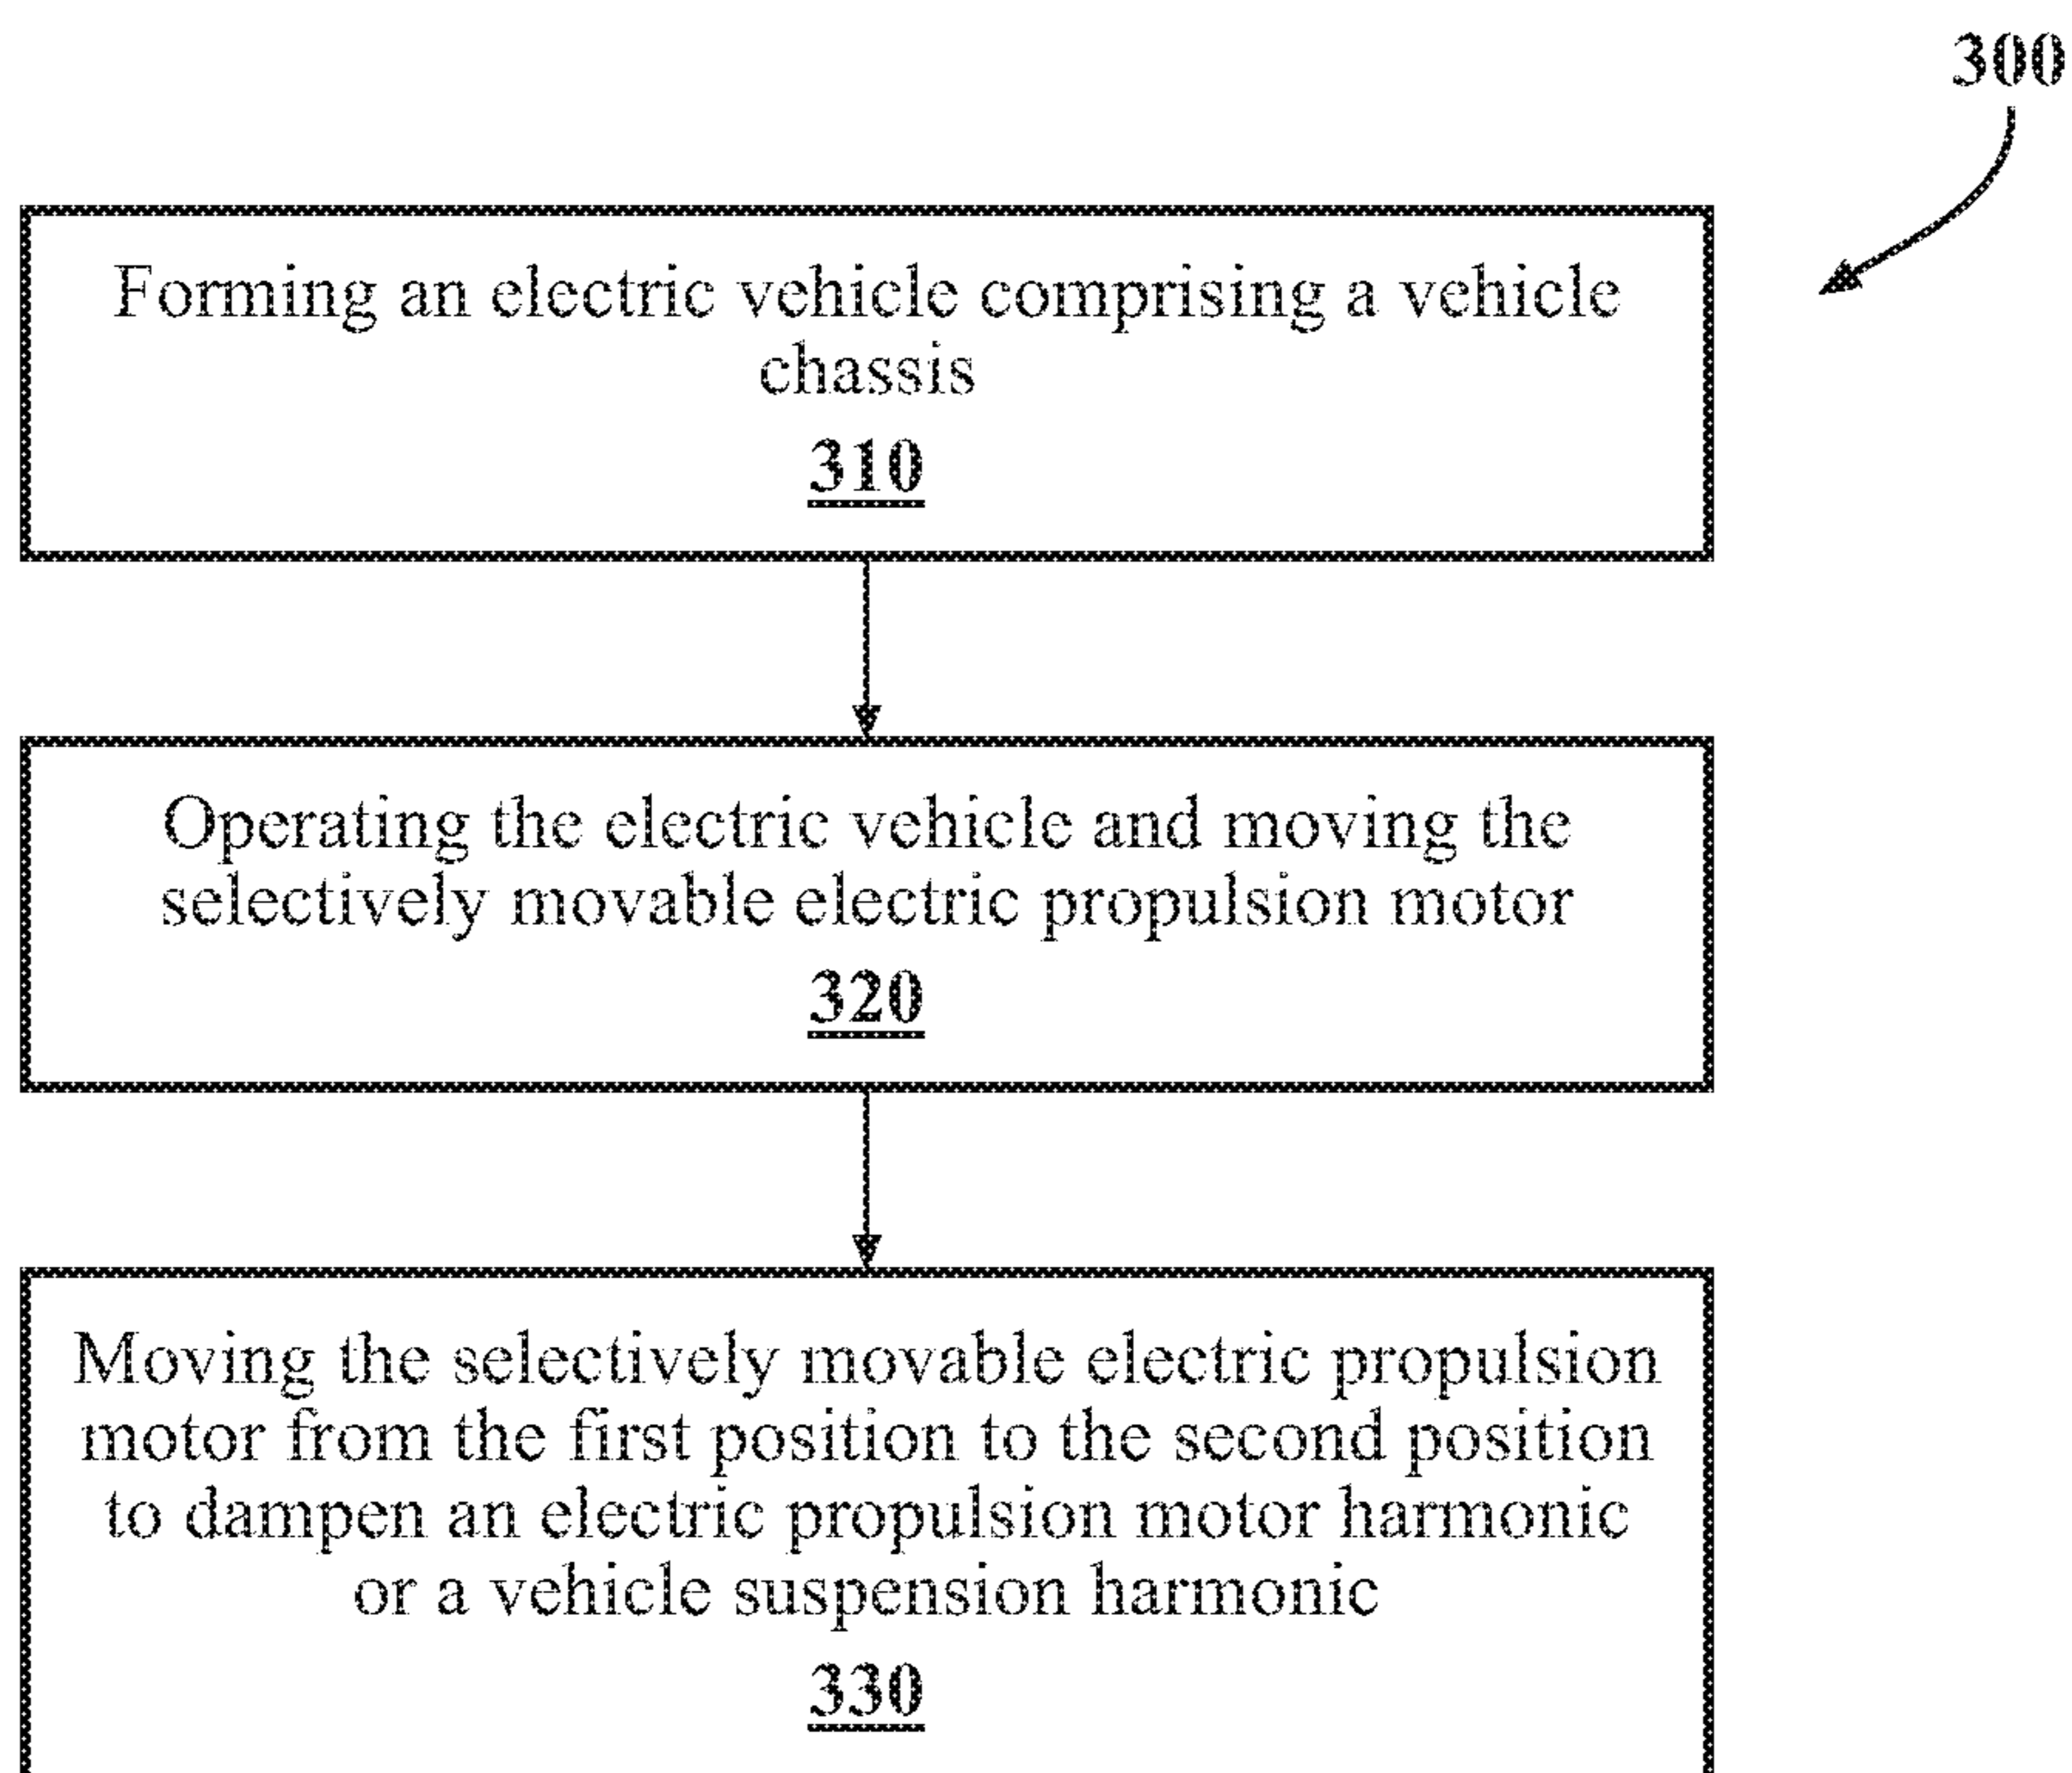 300
Forming an electric vehicle comprising a vehicle
chassis
310
Operating the electric vehicle and moving the
selectively movable electric propulsion motor
320
Moving the selectively movable electric propulsion
motor from the first position to the second position
to dampen an electric propulsion motor harmonic
or a vehicle suspension harmonic
330